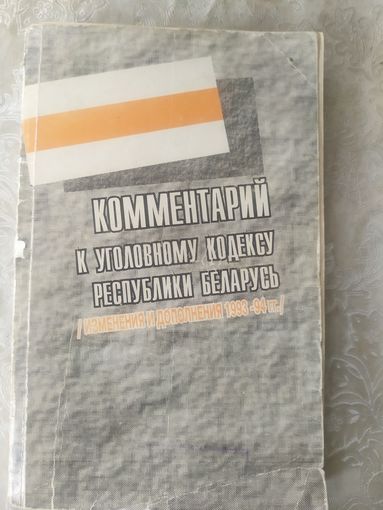 КОММЕНТАРИЙ
К УГОЛОВНОМУ КОДЕКСУ
РЕСПУБЛИКИ БЕЛАРУСЬ
/ ИЗМЕНЕНИЯ И ДОПОЛНЕНИЯ 1993 -94 гг./